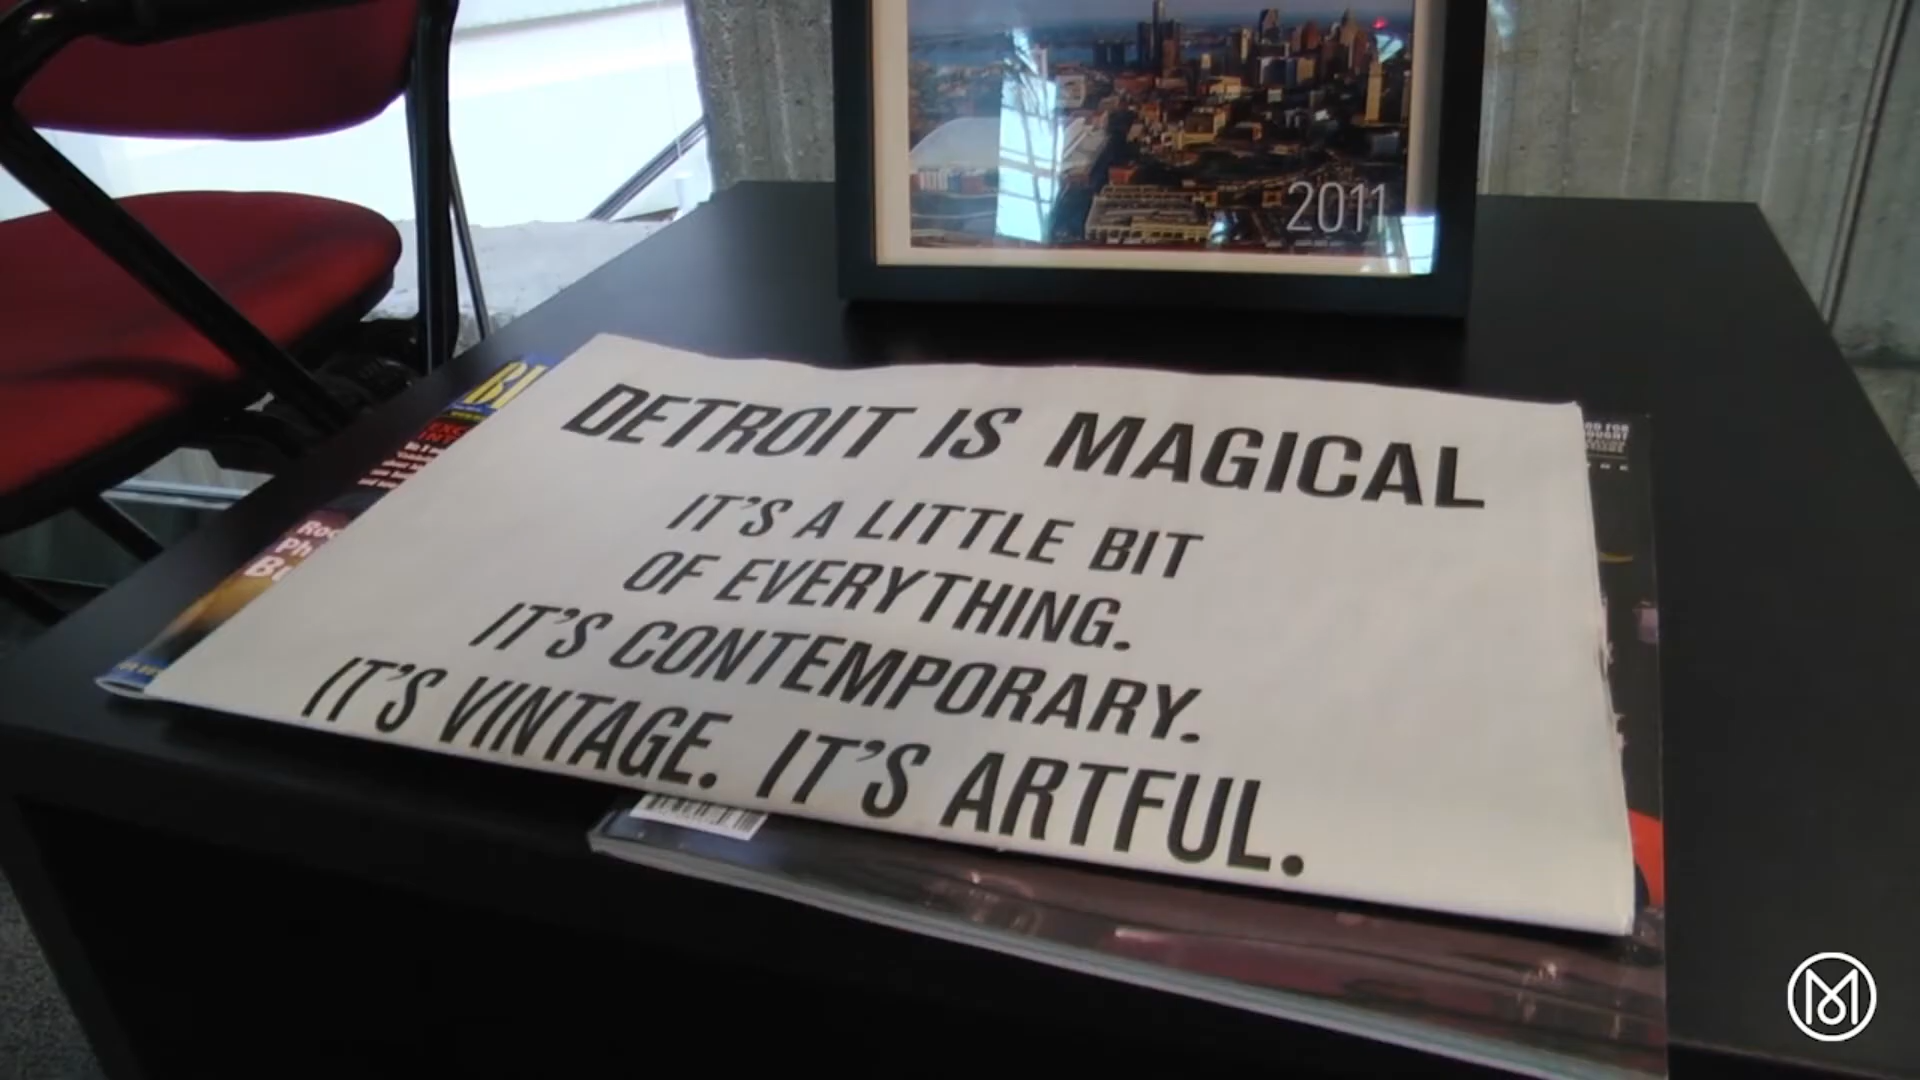 2011
DETROIT IS MAGICAL
IT'S A LITTLE BIT
OF EVERYTHING.
IT'S CONTEMPORARY.
IT'S VINTAGE. IT'S ARTFUL.